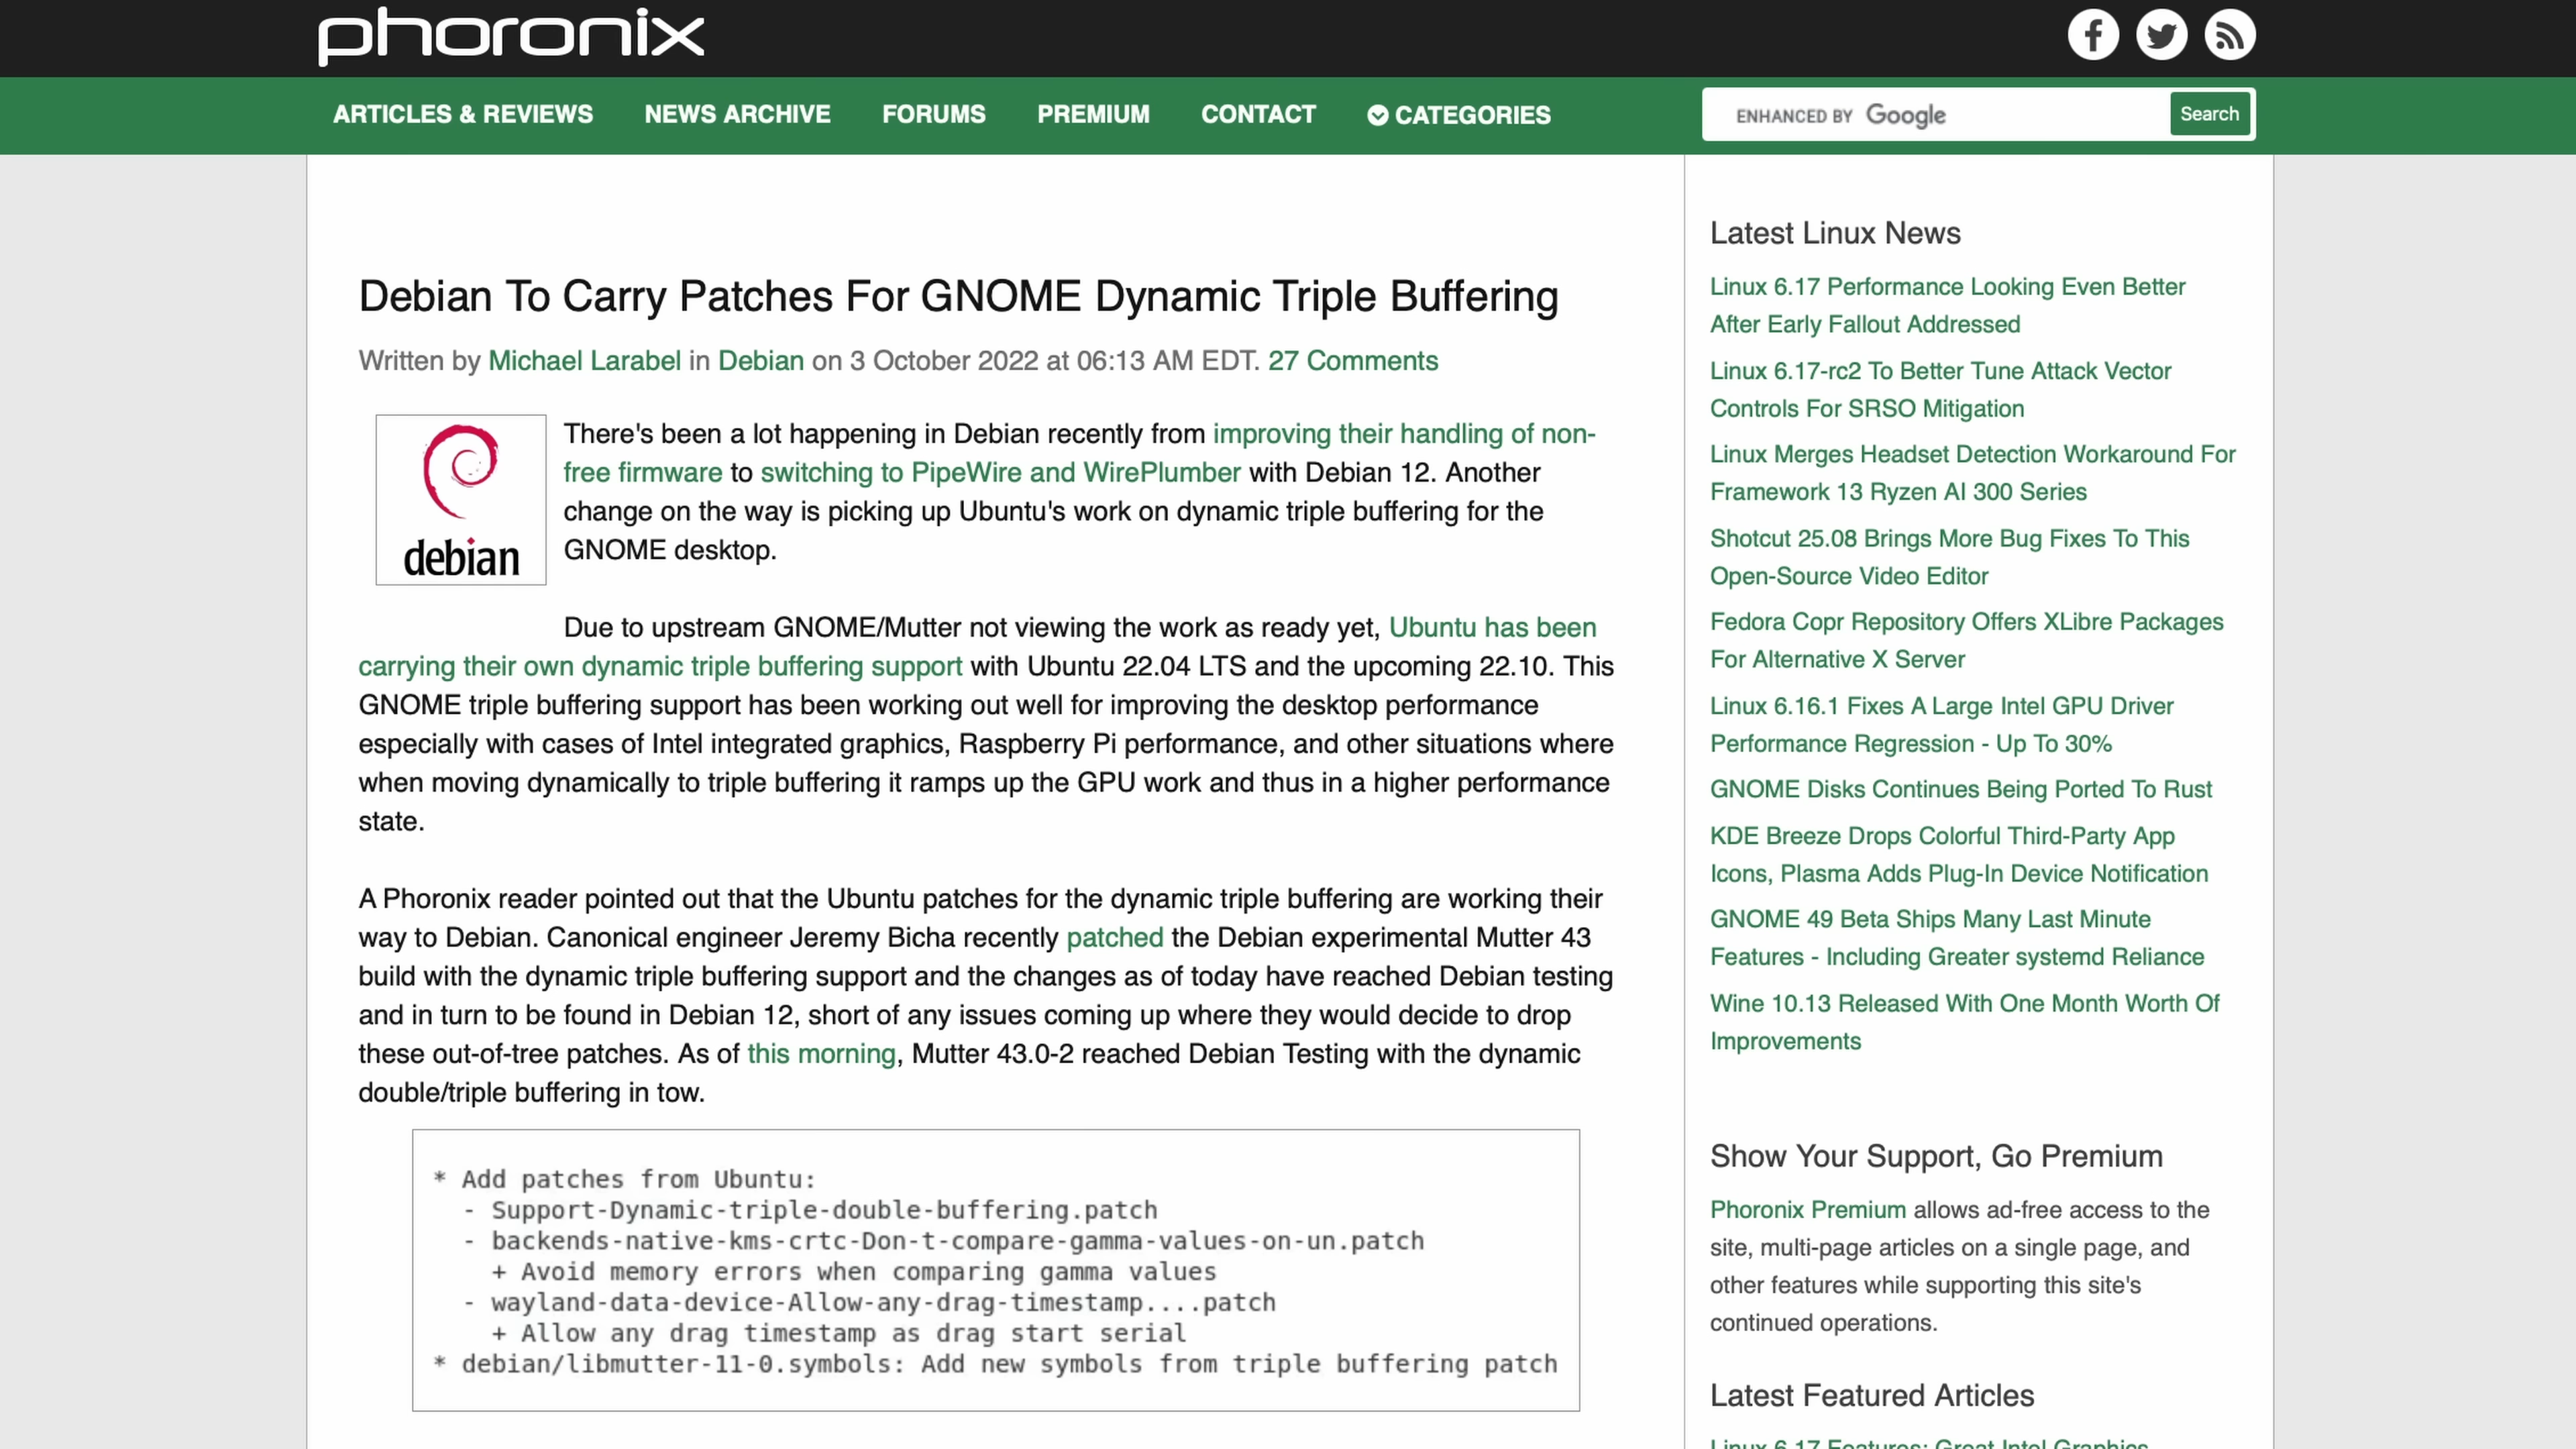 phoronix
ARTICLES & REVIEWS
NEWS ARCHIVE
FORUMS
PREMIUM
CONTACT
CATEGORIES
ENHANCED BY Google
Search
Debian To Carry Patches For GNOME Dynamic Triple Buffering
Written by Michael Larabel in Debian on 3 October 2022 at 06:13 AM EDT. 27 Comments
debian
There's been a lot happening in Debian recently from improving their handling of non-
free firmware to switching to PipeWire and WirePlumber with Debian 12. Another
change on the way is picking up Ubuntu's work on dynamic triple buffering for the
GNOME desktop.
Due to upstream GNOME/Mutter not viewing the work as ready yet, Ubuntu has been
carrying their own dynamic triple buffering support with Ubuntu 22.04 LTS and the upcoming 22.10. This
GNOME triple buffering support has been working out well for improving the desktop performance
especially with cases of Intel integrated graphics, Raspberry Pi performance, and other situations where
when moving dynamically to triple buffering it ramps up the GPU work and thus in a higher performance
state.
A Phoronix reader pointed out that the Ubuntu patches for the dynamic triple buffering are working their
way to Debian. Canonical engineer Jeremy Bicha recently patched the Debian experimental Mutter 43
build with the dynamic triple buffering support and the changes as of today have reached Debian testing
and in turn to be found in Debian 12, short of any issues coming up where they would decide to drop
these out-of-tree patches. As of this morning, Mutter 43.0-2 reached Debian Testing with the dynamic
double/triple buffering in tow.
* Add patches from Ubuntu:
- Support-Dynamic-triple-double-buffering.patch
- backends-native-kms-crtc-Don-t-compare-gamma-values-on-un.patch
+ Avoid memory errors when comparing gamma values
- wayland-data-device-Allow-any-drag-timestamp....patch
+ Allow any drag timestamp as drag start serial
* debian/libmutter-11-0.symbols: Add new symbols from triple buffering patch
Latest Linux News
Linux 6.17 Performance Looking Even Better
After Early Fallout Addressed
Linux 6.17-rc2 To Better Tune Attack Vector
Controls For SRSO Mitigation
Linux Merges Headset Detection Workaround For
Framework 13 Ryzen AI 300 Series
Shotcut 25.08 Brings More Bug Fixes To This
Open-Source Video Editor
Fedora Copr Repository Offers XLibre Packages
For Alternative X Server
Linux 6.16.1 Fixes A Large Intel GPU Driver
Performance Regression - Up To 30%
GNOME Disks Continues Being Ported To Rust
KDE Breeze Drops Colorful Third-Party App
Icons, Plasma Adds Plug-In Device Notification
GNOME 49 Beta Ships Many Last Minute
Features - Including Greater systemd Reliance
Wine 10.13 Released With One Month Worth Of
Improvements
Show Your Support, Go Premium
Phoronix Premium allows ad-free access to the
site, multi-page articles on a single page, and
other features while supporting this site's
continued operations.
Latest Featured Articles
Linux 6.17 Features: Great Intel Graphics